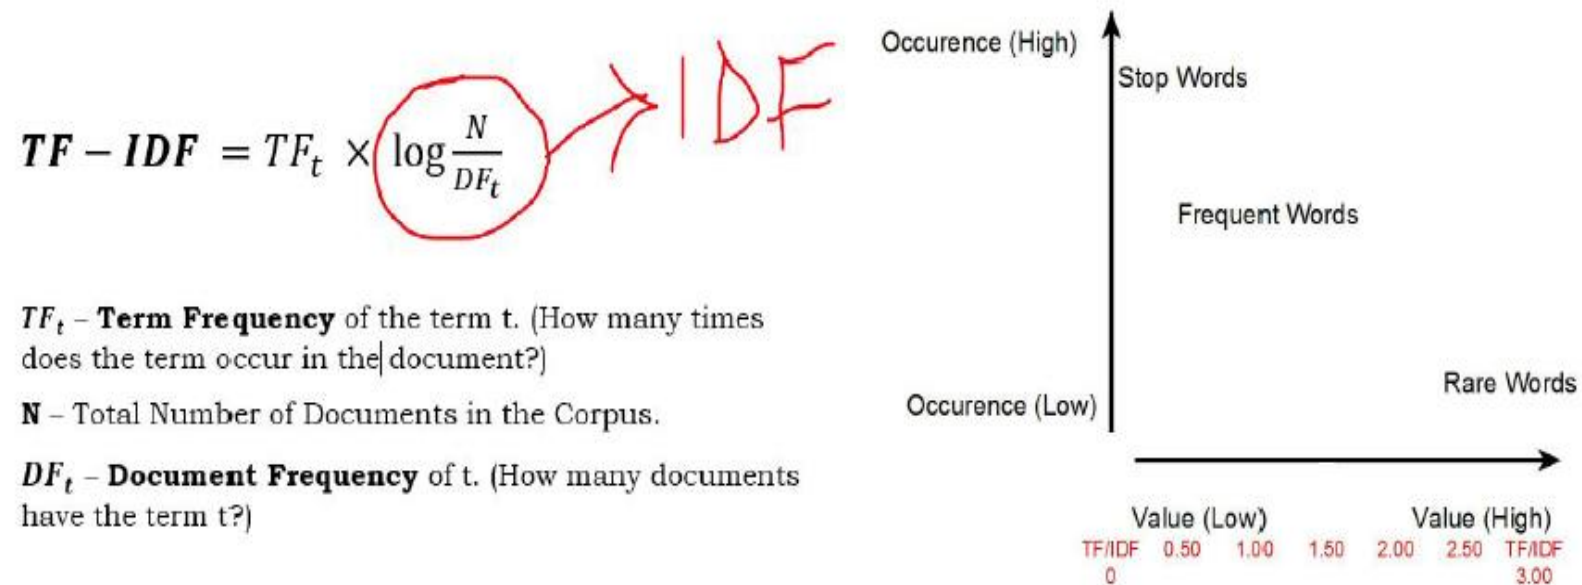 TF – IDF = TFt × log N/DFt
IDF
TFt – Term Frequency of the term t. (How many times
does the term occur in the document?)
N – Total Number of Documents in the Corpus.
DFt – Document Frequency of t. (How many documents
have the term t?)
Occurence (High)
Stop Words
Frequent Words
Rare Words
Occurence (Low)
Value (Low) Value (High)
TF/IDF 0.50 1.00 1.50 2.00 2.50 TF/IDF
0 3.00